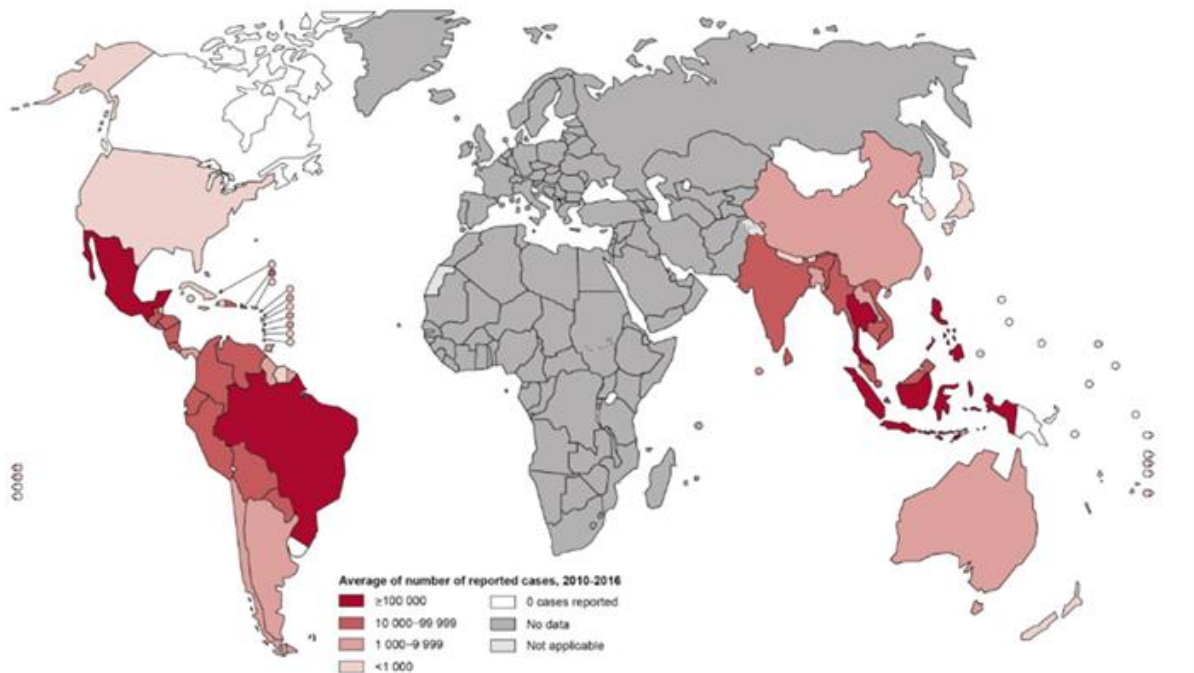 Average of number of reported cases, 2010-2016
≥100 000
10 000–99 999
1 000–9 999
<1 000
0 cases reported
No data
Not applicable